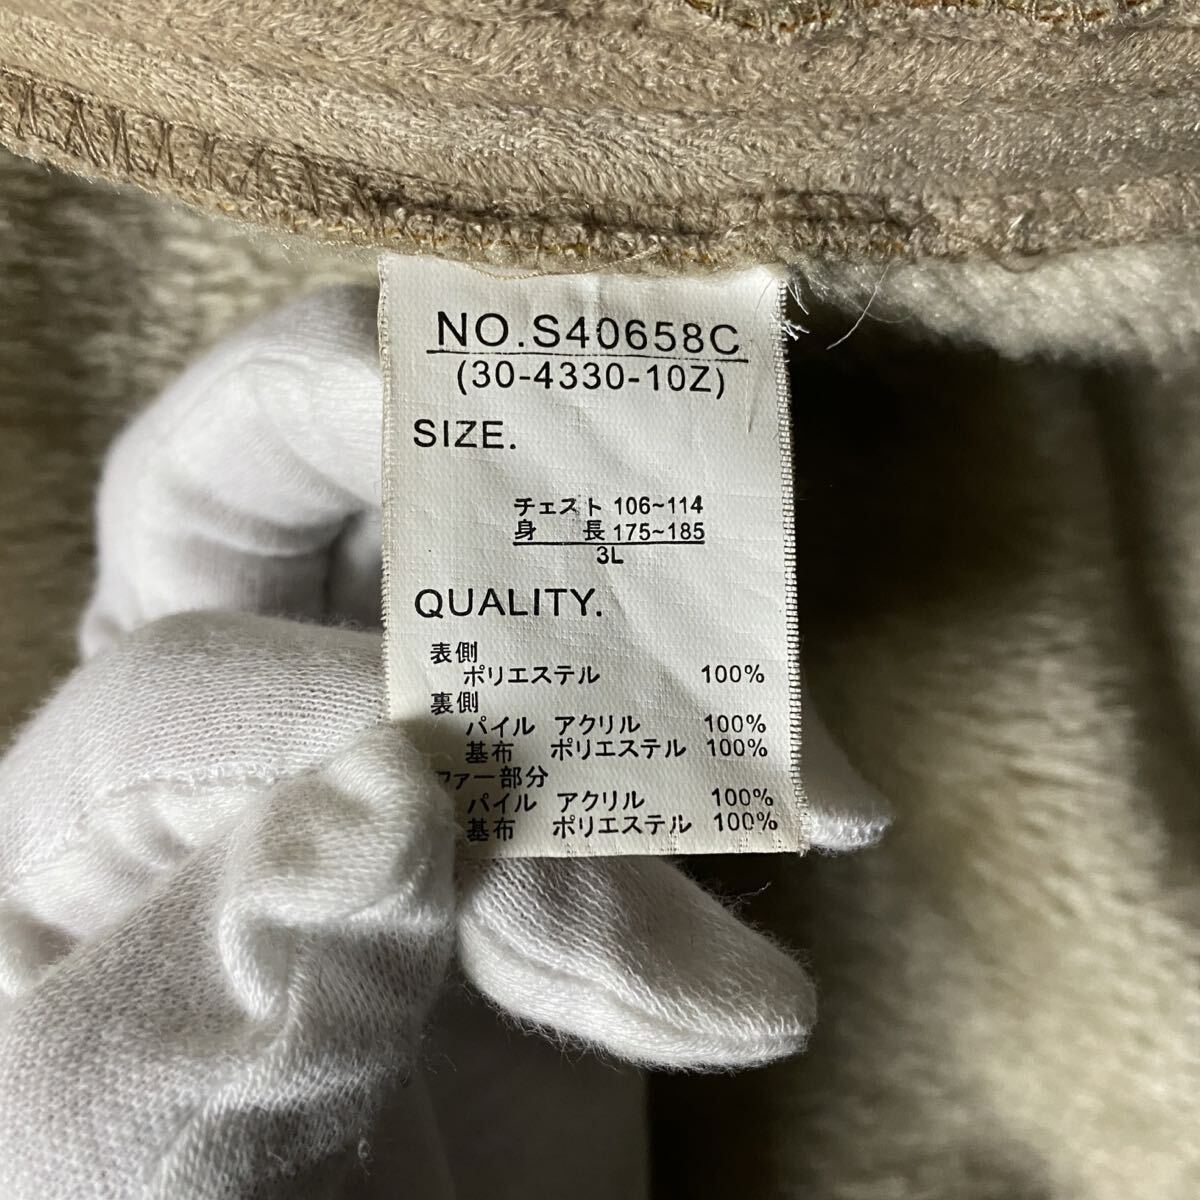 NO.S40658C
(30-4330-10Z)
SIZE.
チェスト 106~114
身 長 175~185
3L
QUALITY.
表側
ポリエステル 100%
裏側
パイル アクリル 100%
基布 ポリエステル 100%
ファー部分
パイル アクリル 100%
基布 ポリエステル 100%